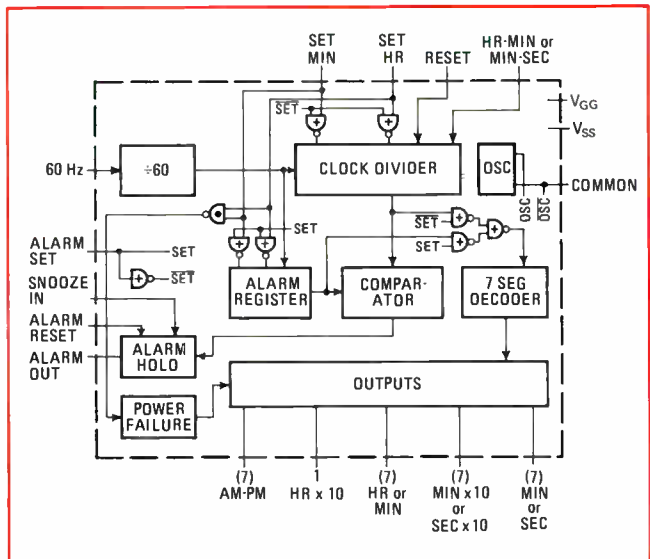 SET
MIN
SET
HR
RESET
HR-MIN or
MIN-SEC
VGG
VSS
SET
60 Hz
÷60
CLOCK DIVIDER
OSC
COMMON
OSC
OSC
SET
SET
SET
ALARM
SET
SET
SET
SNOOZE
IN
ALARM
RESET
ALARM
OUT
ALARM
REGISTER
COMPAR-
ATOR
7 SEG
DECODER
ALARM
HOLD
OUTPUTS
POWER
FAILURE
(7)
AM-PM
1
HR x 10
(7)
HR or
MIN
(7)
MIN x10
or
SEC x10
(7)
MIN
or
SEC